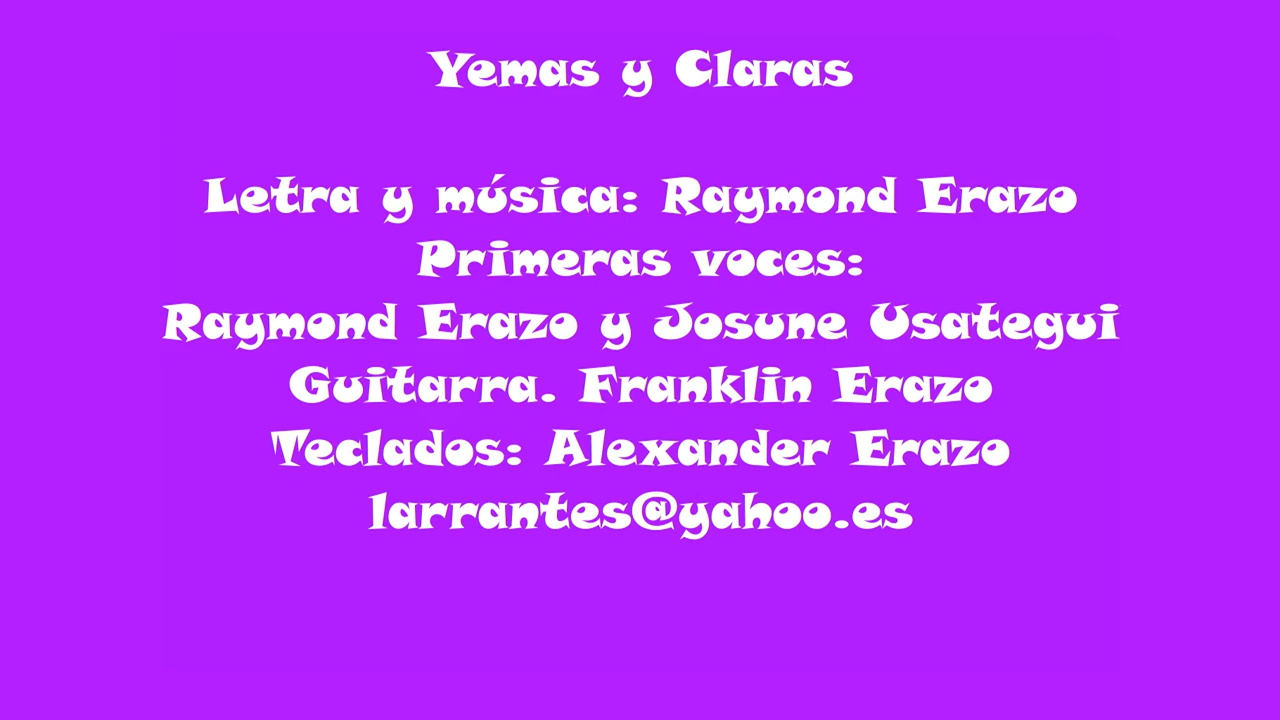 Yemas y Claras
Letra y música: Raymond Erazo
Primeras voces:
Raymond Erazo y Josune Usategui
Guitarra. Franklin Erazo
Teclados: Alexander Erazo
larrantes@yahoo.es